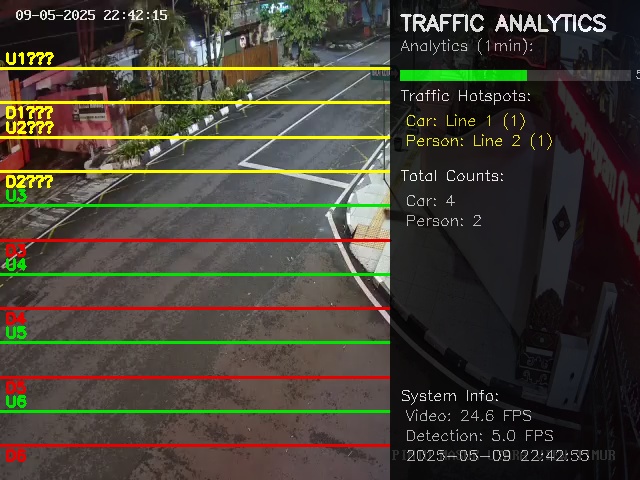 09-05-2025 22:42:15
TRAFFIC ANALYTICS
Analytics (1min):
5
Traffic Hotspots:
Car: Line 1 (1)
Person: Line 2 (1)
Total Counts:
Car: 4
Person: 2
System Info:
Video: 24.6 FPS
Detection: 5.0 FPS
2025-05-09 22:42:55
U1???
D1???
U2???
D2???
U3
D3
U4
D4
U5
D5
U6
D6